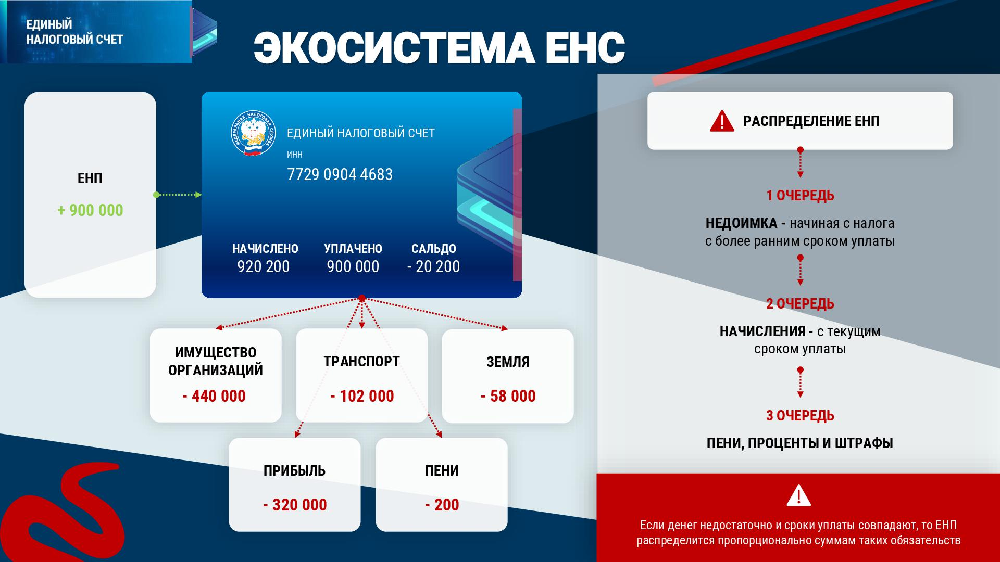 ЕДИНЫЙ
НАЛОГОВЫЙ СЧЕТ
ЭКОСИСТЕМА ЕНС
ЕНП
+ 900 000
ФЕДЕРАЛЬНАЯ НАЛОГОВАЯ СЛУЖБА
ЕДИНЫЙ НАЛОГОВЫЙ СЧЕТ
ИНН
7729 0904 4683
НАЧИСЛЕНО УПЛАЧЕНО САЛЬДО
920 200 900 000 - 20 200
ИМУЩЕСТВО
ОРГАНИЗАЦИЙ
- 440 000
ТРАНСПОРТ
- 102 000
ЗЕМЛЯ
- 58 000
ПРИБЫЛЬ
- 320 000
ПЕНИ
- 200
РАСПРЕДЕЛЕНИЕ ЕНП
1 ОЧЕРЕДЬ
НЕДОИМКА - начиная с налога
с более ранним сроком уплаты
2 ОЧЕРЕДЬ
НАЧИСЛЕНИЯ - с текущим
сроком уплаты
3 ОЧЕРЕДЬ
ПЕНИ, ПРОЦЕНТЫ И ШТРАФЫ
Если денег недостаточно и сроки уплаты совпадают, то ЕНП
распределится пропорционально суммам таких обязательств